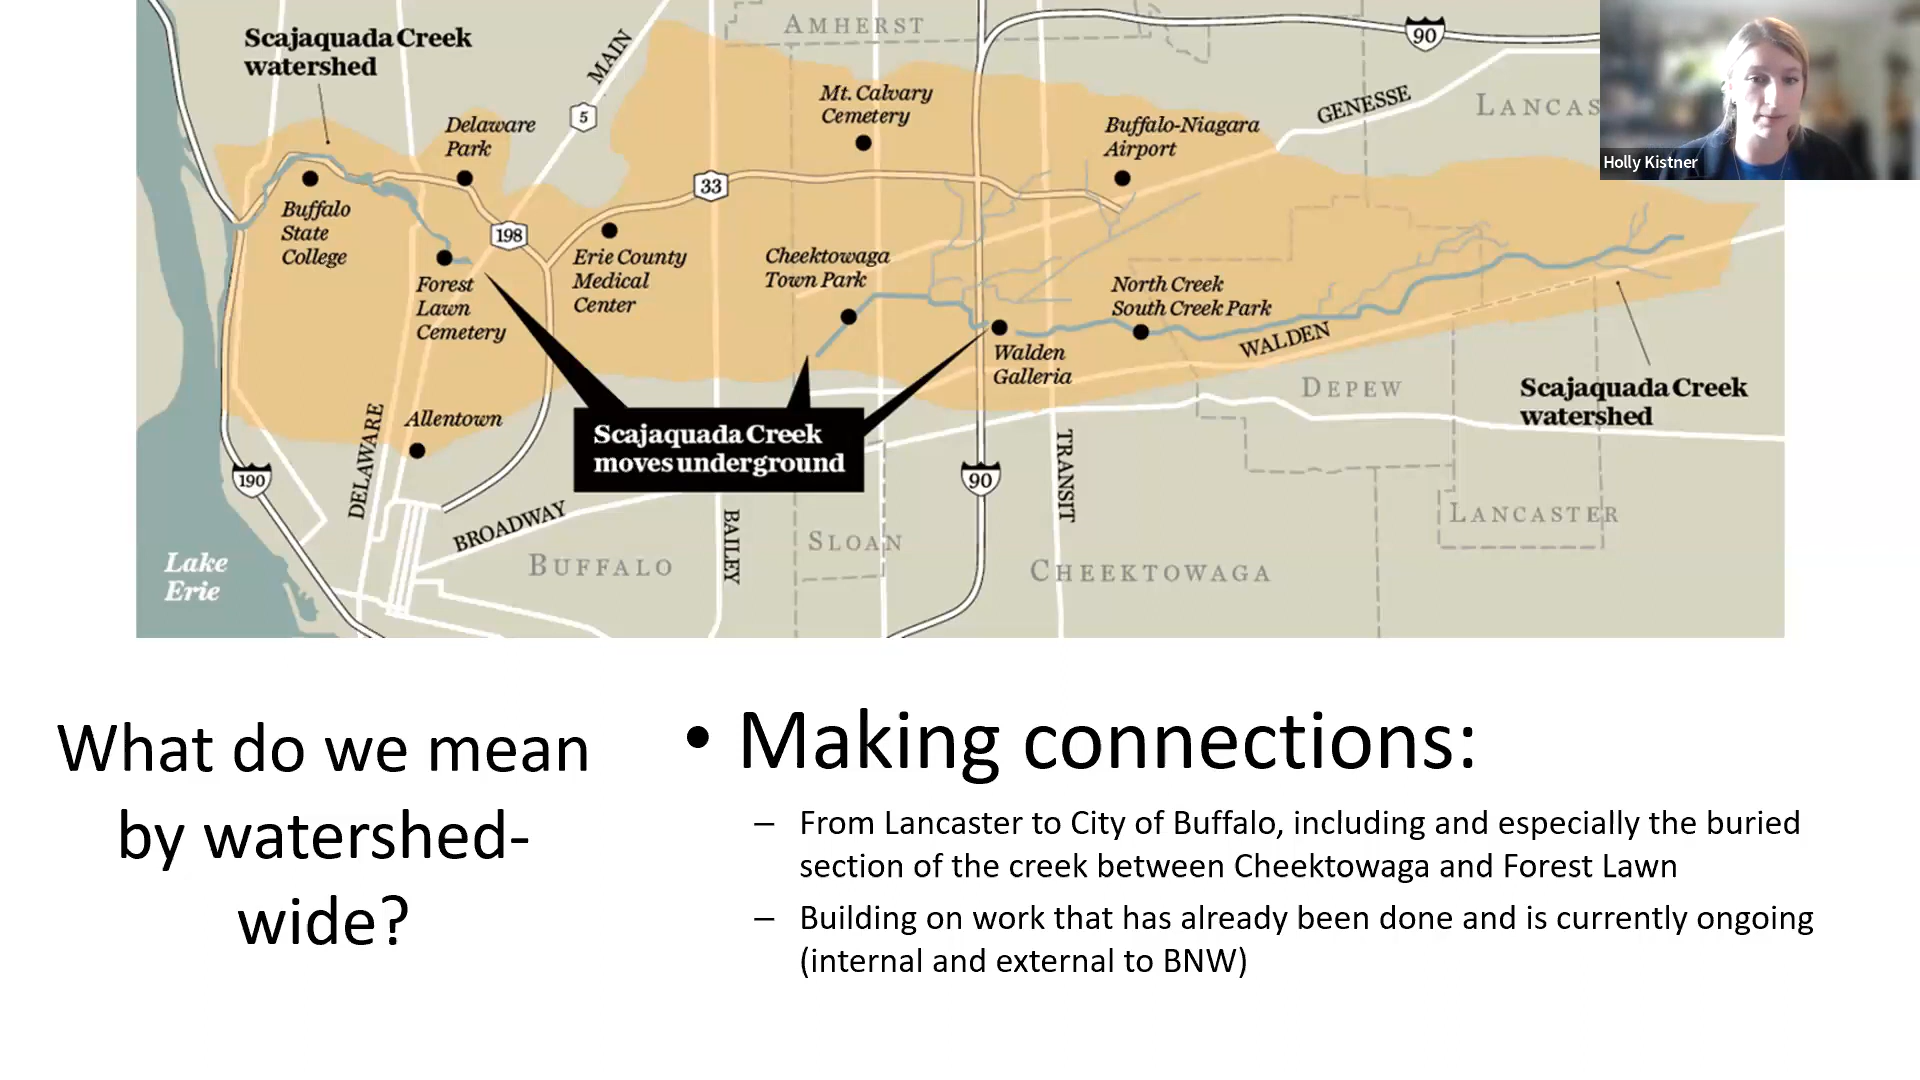 Scajaquada Creek
watershed
MAIN
5
AMHERST
90
Mt. Calvary
Cemetery
GENESSE
LANCAS
Holly Kistner
Delaware
Park
Buffalo-Niagara
Airport
33
Buffalo
State
College
198
Forest
Lawn
Cemetery
Erie County
Medical
Center
Cheektowaga
Town Park
North Creek
South Creek Park
WALDEN
Walden
Galleria
DEPEW
Scajaquada Creek
watershed
Allentown
DELAWARE
Scajaquada Creek
moves underground
190
90
TRANSIT
BROADWAY
BAILEY
SLOAN
LANCASTER
Lake
Erie
BUFFALO
CHEEKTOWAGA
What do we mean
by watershed-
wide?
• Making connections:
– From Lancaster to City of Buffalo, including and especially the buried
section of the creek between Cheektowaga and Forest Lawn
– Building on work that has already been done and is currently ongoing
(internal and external to BNW)